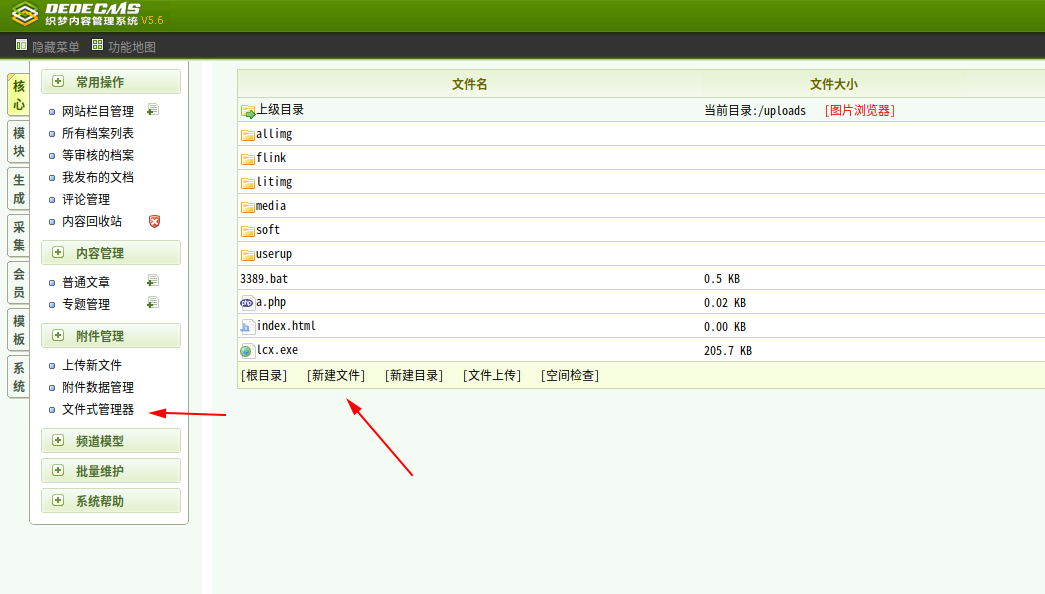 DEDECMS
织梦内容管理系统 V5.6
隐藏菜单 功能地图
核心
模块
生成
采集
会员
模板
系统
常用操作
网站栏目管理
所有档案列表
等审核的档案
我发布的文档
评论管理
内容回收站
内容管理
普通文章
专题管理
附件管理
上传新文件
附件数据管理
文件式管理器
频道模型
批量维护
系统帮助
文件名 文件大小
上级目录 当前目录:/uploads [图片浏览器]
allimg
flink
litimg
media
soft
userup
3389.bat 0.5 KB
php a.php 0.02 KB
index.html 0.00 KB
lcx.exe 205.7 KB
[根目录] [新建文件] [新建目录] [文件上传] [空间检查]